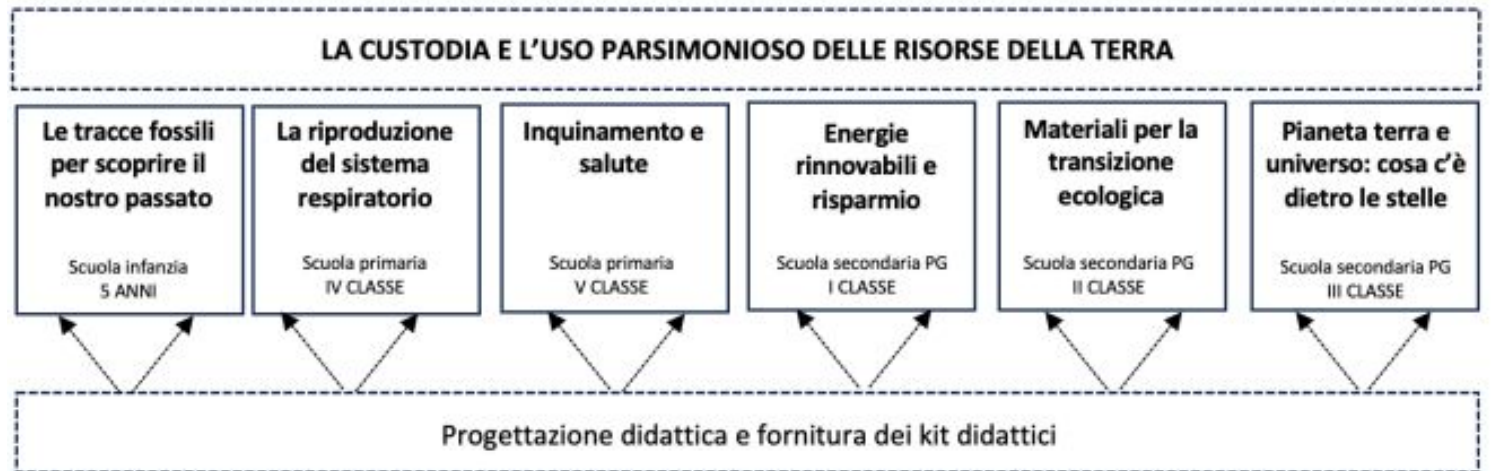 LA CUSTODIA E L'USO PARSIMONIOSO DELLE RISORSE DELLA TERRA
Le tracce fossili
per scoprire il
nostro passato
Scuola infanzia
5 ANNI
La riproduzione
del sistema
respiratorio
Scuola primaria
IV CLASSE
Inquinamento e
salute
Scuola primaria
V CLASSE
Energie
rinnovabili e
risparmio
Scuola secondaria PG
I CLASSE
Materiali per la
transizione
ecologica
Scuola secondaria PG
II CLASSE
Pianeta terra e
universo: cosa c'è
dietro le stelle
Scuola secondaria PG
III CLASSE
Progettazione didattica e fornitura dei kit didattici